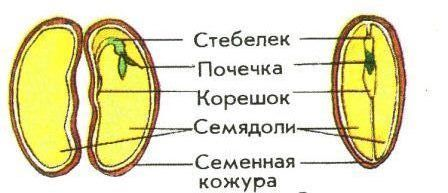 Стебелек
Почечка
Корешок
Семядоли
Семенная
кожура